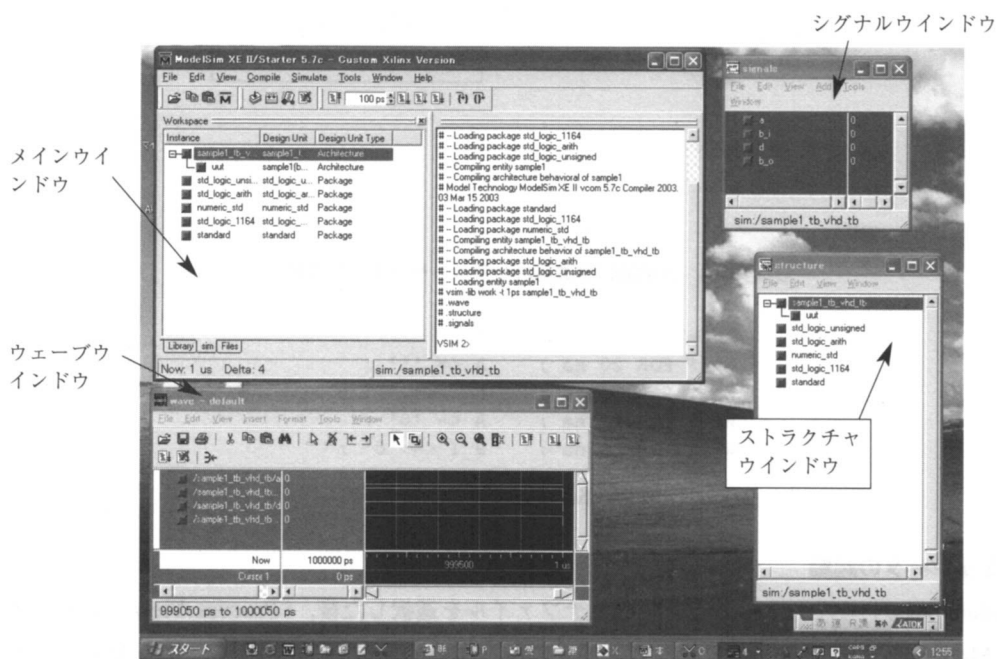 シグナルウインドウ
メインウイ
ンドウ
ウェーブウ
インドウ
ストラクチャ
ウインドウ
ModelSim XE II/Starter 5.7c - Custom Xilinx Version
File Edit View Compile Simulate Tools Window Help
100 ps
Workspace
Instance Design Unit Design Unit Type
sample1_tb_v... sample1_t Architecture
uut sample1(b... Architecture
std_logic_unsi... std_logic_u... Package
std_logic_arith std_logic_ar... Package
numeric_std numeric_std Package
std_logic_1164 std_logic_... Package
standard standard Package
Library sim Files
# -- Loading package std_logic_1164
# -- Loading package std_logic_arith
# -- Loading package std_logic_unsigned
# -- Compiling entity sample1
# -- Compiling architecture behavioral of sample1
# Model Technology ModelSim XE II vcom 5.7c Compiler 2003.
03 Mar 15 2003
# -- Loading package standard
# -- Loading package std_logic_1164
# -- Loading package numeric_std
# -- Compiling entity sample1_tb_vhd_tb
# -- Compiling architecture behavior of sample1_tb_vhd_tb
# -- Loading package std_logic_arith
# -- Loading package std_logic_unsigned
# -- Loading entity sample1
# vsim -lib work -t 1ps sample1_tb_vhd_tb
# .wave
# .structure
# .signals
VSIM 2>
Now: 1 us Delta: 4 sim:/sample1_tb_vhd_tb
signals
File Edit View Add Tools
Window
a 0
b_i 0
d 0
b_o 0
sim:/sample1_tb_vhd_tb
structure
File Edit View Window
sample1_tb_vhd_tb
uut
std_logic_unsigned
std_logic_arith
numeric_std
std_logic_1164
standard
sim:/sample1_tb_vhd_tb
wave - default
File Edit View Insert Format Tools Window
/sample1_tb_vhd_tb/a 0
/sample1_tb_vhd_tb... 0
/sample1_tb_vhd_tb/d 0
/sample1_tb_vhd_tb... 0
Now 1000000 ps 999500 1 us
Cursor 1 0 ps
999050 ps to 1000050 ps
スタート
12:55